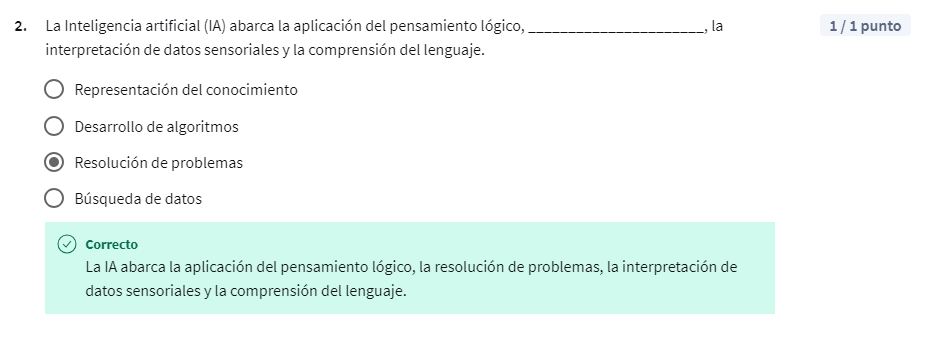 2. La Inteligencia artificial (IA) abarca la aplicación del pensamiento lógico, ______________________, la
1 / 1 punto
interpretación de datos sensoriales y la comprensión del lenguaje.
Representación del conocimiento
Desarrollo de algoritmos
Resolución de problemas
Búsqueda de datos
Correcto
La IA abarca la aplicación del pensamiento lógico, la resolución de problemas, la interpretación de
datos sensoriales y la comprensión del lenguaje.